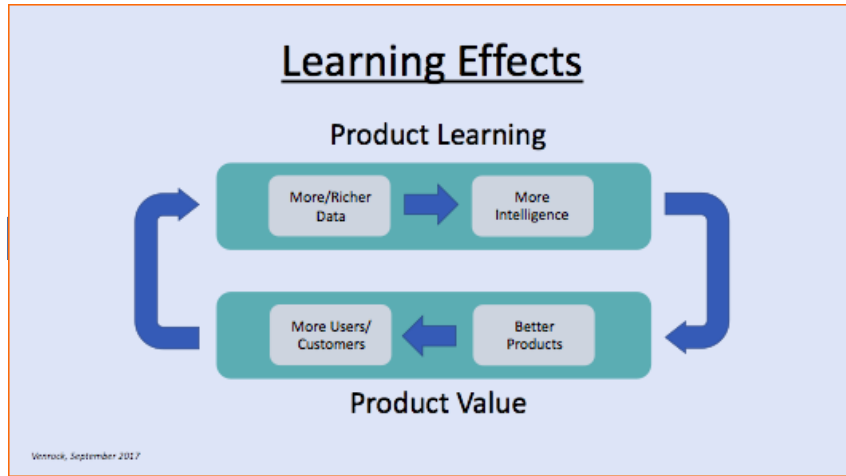 Learning Effects
Product Learning
More/Richer
Data
More
Intelligence
More Users/
Customers
Better
Products
Product Value
Venrock, September 2017